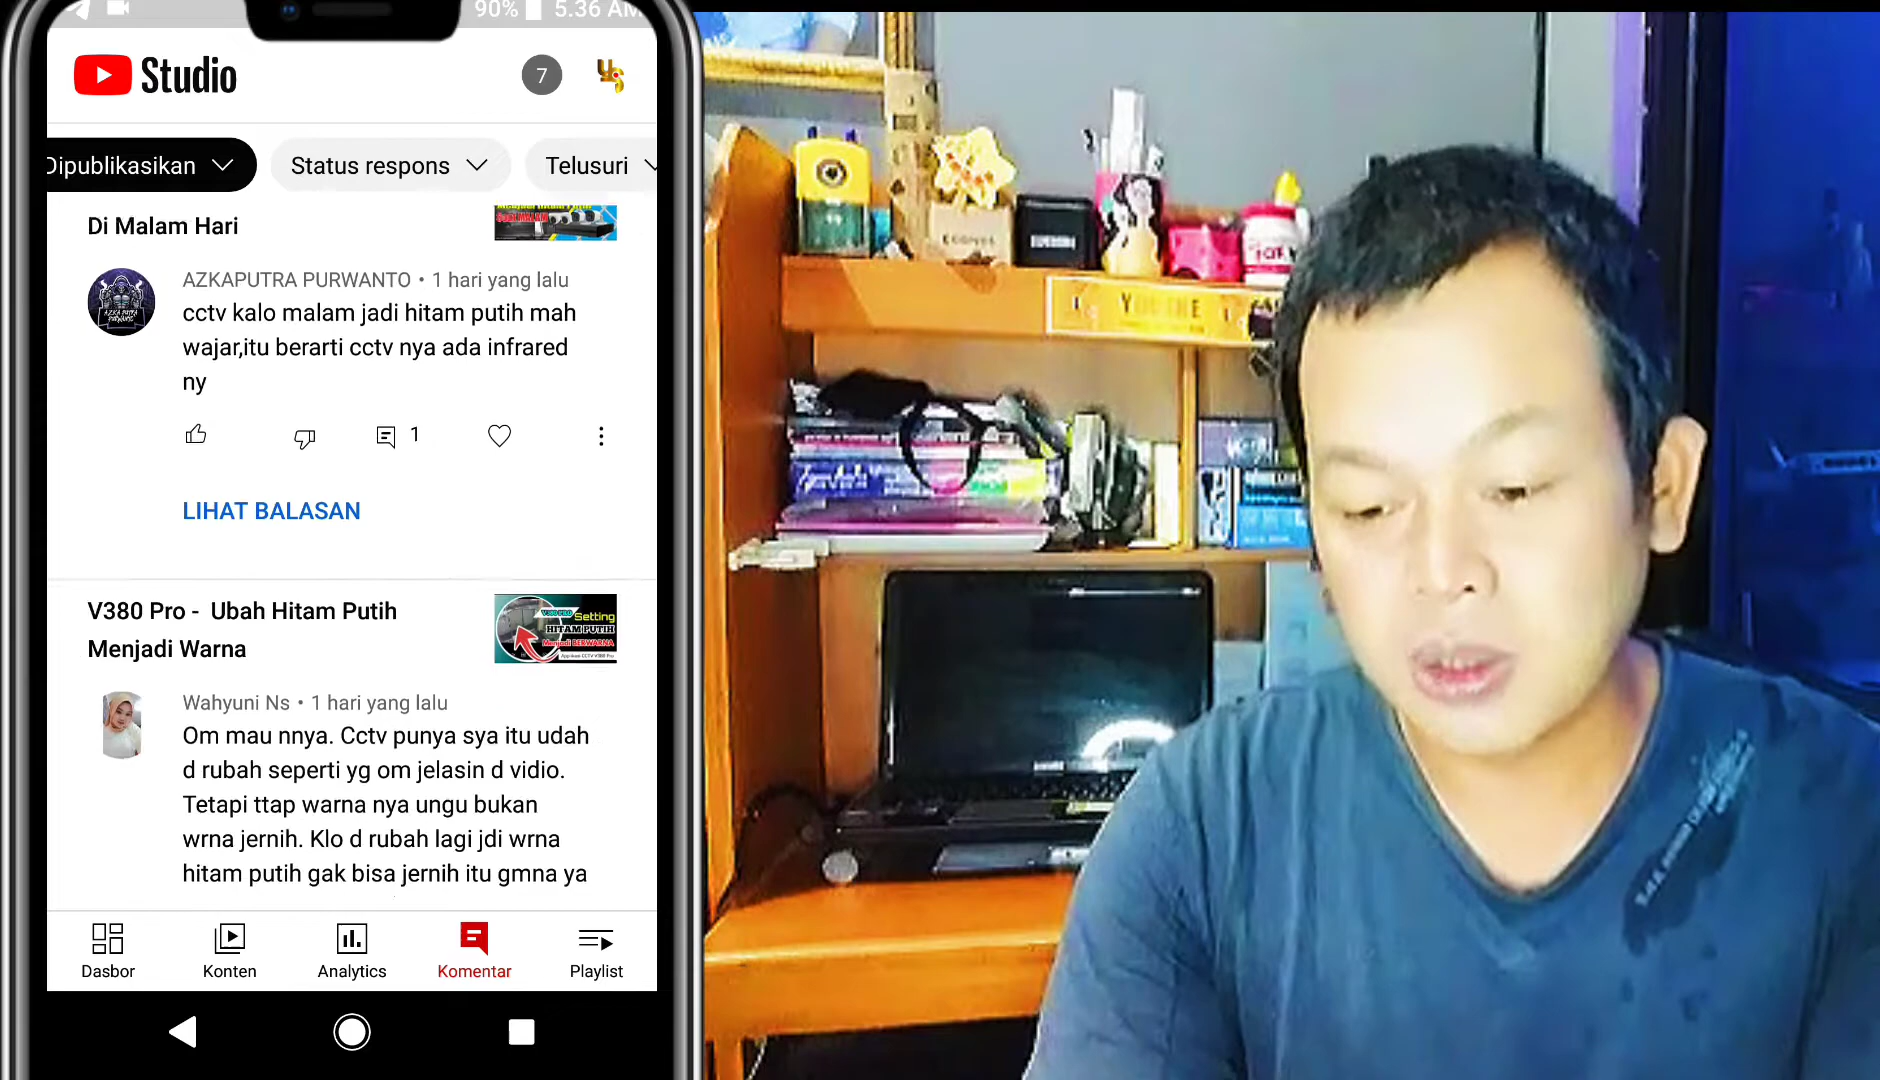 90% 5.36 AM
Studio
7
Dipublikasikan
Status respons
Telusuri
Di Malam Hari
AZKAPUTRA PURWANTO • 1 hari yang lalu
cctv kalo malam jadi hitam putih mah
wajar,itu berarti cctv nya ada infrared
ny
1
LIHAT BALASAN
V380 Pro - Ubah Hitam Putih
Menjadi Warna
Setting
HITAM PUTIH
Menjadi BERWARNA
Wahyuni Ns • 1 hari yang lalu
Om mau nnya. Cctv punya sya itu udah
d rubah seperti yg om jelasin d vidio.
Tetapi ttap warna nya ungu bukan
wrna jernih. Klo d rubah lagi jdi wrna
hitam putih gak bisa jernih itu gmna ya
Dasbor
Konten
Analytics
Komentar
Playlist
YOU ARE